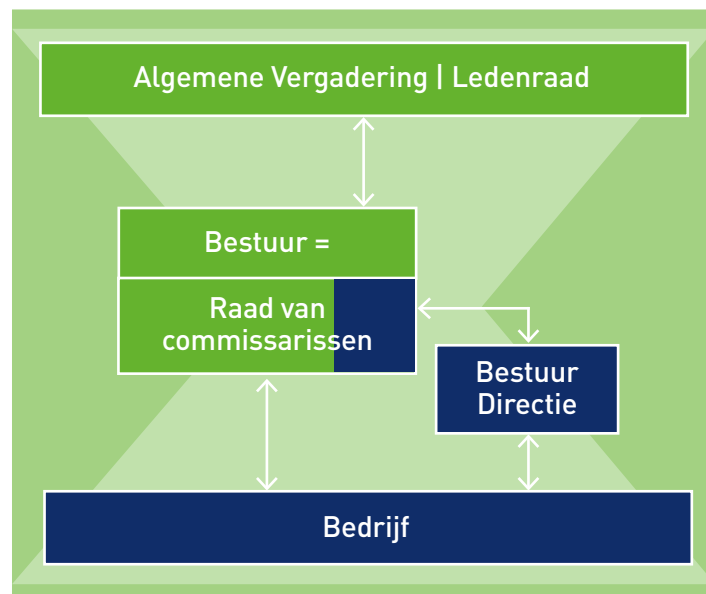 Algemene Vergadering | Ledenraad
Bestuur =
Raad van
commissarissen
Bestuur
Directie
Bedrijf